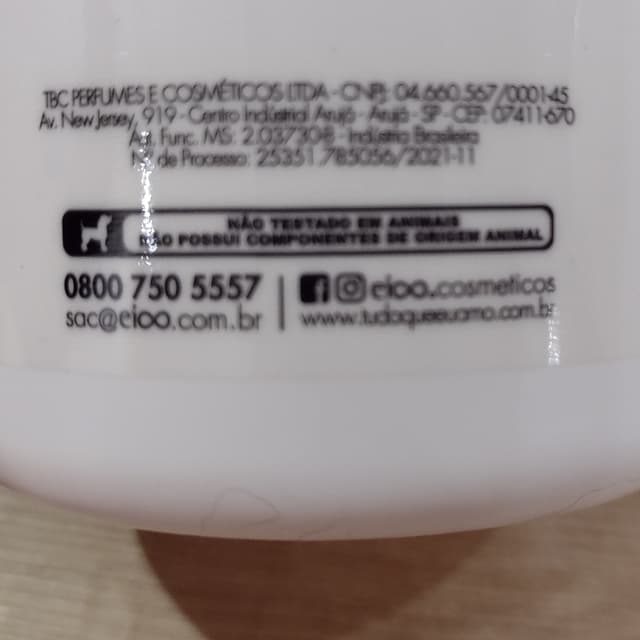 TBC PERFUMES E COSMÉTICOS LTDA - CNPJ: 04.660.567/0001-45
Av. New Jersey, 919 - Centro Industrial Arujá - Arujá - SP - CEP: 07411-670
Aut. Func. MS: 2.03730-8 - Indústria Brasileira
Nº de Processo: 25351.785056/2021-11
NÃO TESTADO EM ANIMAIS
NÃO POSSUI COMPONENTES DE ORIGEM ANIMAL
0800 750 5557
sac@eioo.com.br
eioo.cosmeticos
www.tudoqueeuamo.com.br